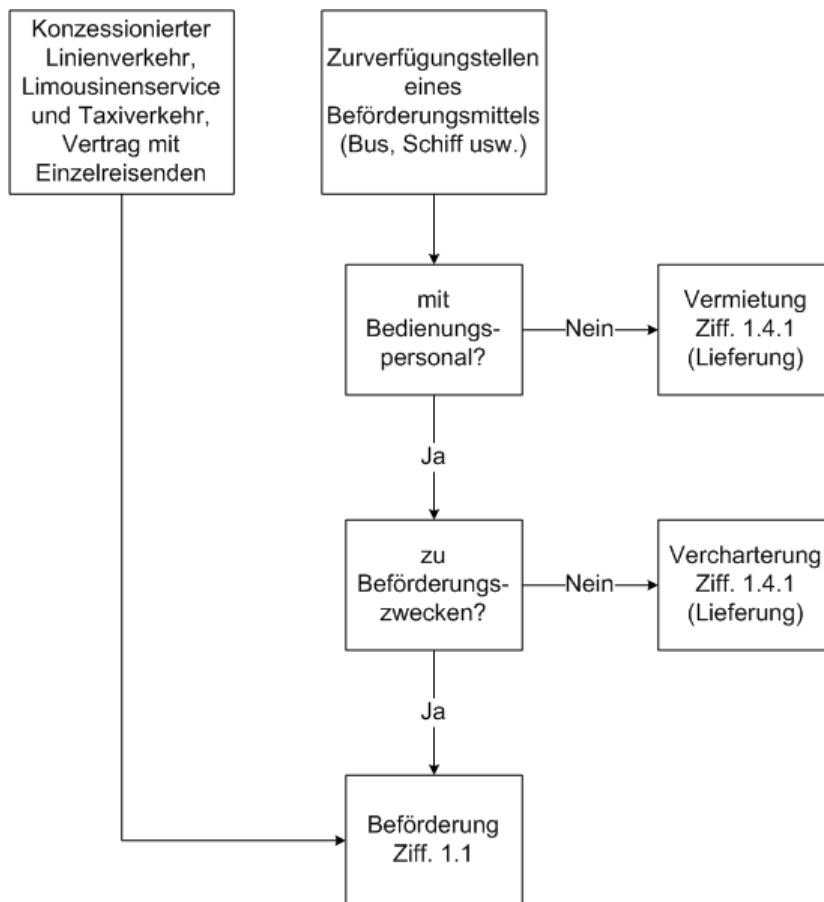 Konzessionierter
Linienverkehr,
Limousinenservice
und Taxiverkehr,
Vertrag mit
Einzelreisenden
Zurverfügungstellen
eines
Beförderungsmittels
(Bus, Schiff usw.)
mit
Bedienungs-
personal?
Nein
Vermietung
Ziff. 1.4.1
(Lieferung)
Ja
zu
Beförderungs-
zwecken?
Nein
Vercharterung
Ziff. 1.4.1
(Lieferung)
Ja
Beförderung
Ziff. 1.1